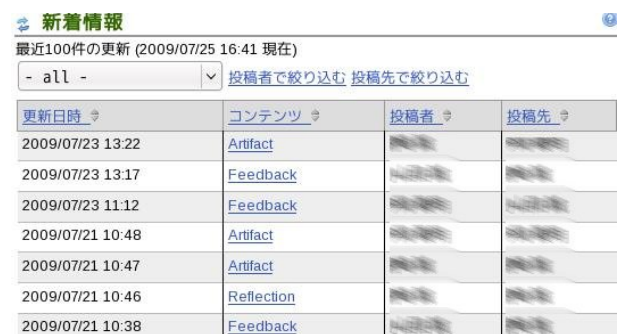 新着情報
最近100件の更新 (2009/07/25 16:41 現在)
- all - 投稿者で絞り込む 投稿先で絞り込む
更新日時 コンテンツ 投稿者 投稿先
2009/07/23 13:22 Artifact
2009/07/23 13:17 Feedback
2009/07/23 11:12 Feedback
2009/07/21 10:48 Artifact
2009/07/21 10:47 Artifact
2009/07/21 10:46 Reflection
2009/07/21 10:38 Feedback